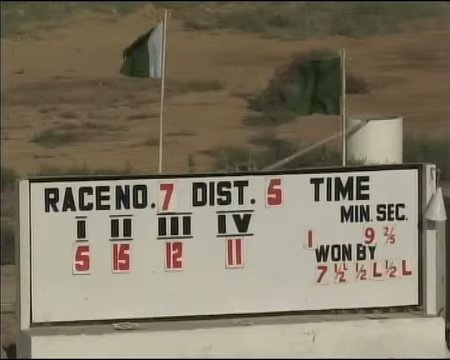 RACE NO. 7 DIST. 5 TIME
MIN. SEC.
I II III IV
5 15 12 11
1 9 2/5
WON BY
7 1/2 1/2 L 1/2 L